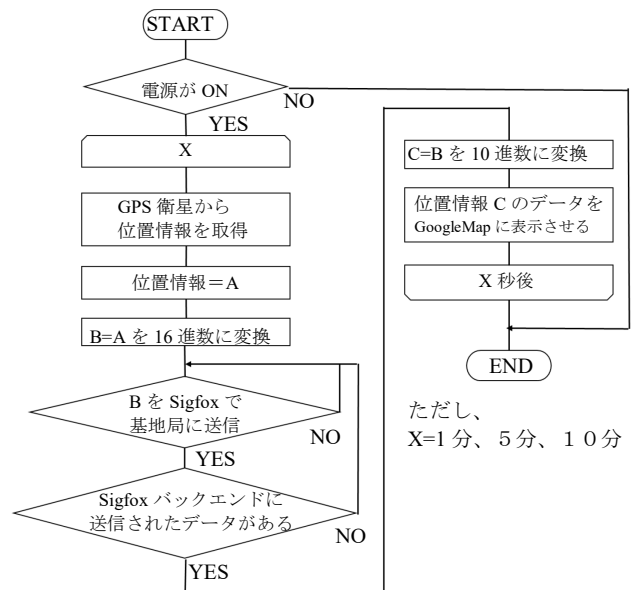 START
電源が ON
NO
YES
X
GPS 衛星から
位置情報を取得
位置情報＝A
B=A を 16 進数に変換
B を Sigfox で
基地局に送信
NO
YES
Sigfox バックエンドに
送信されたデータがある
NO
YES
C=B を 10 進数に変換
位置情報 C のデータを
GoogleMap に表示させる
X 秒後
END
ただし、
X=1 分、５分、１０分